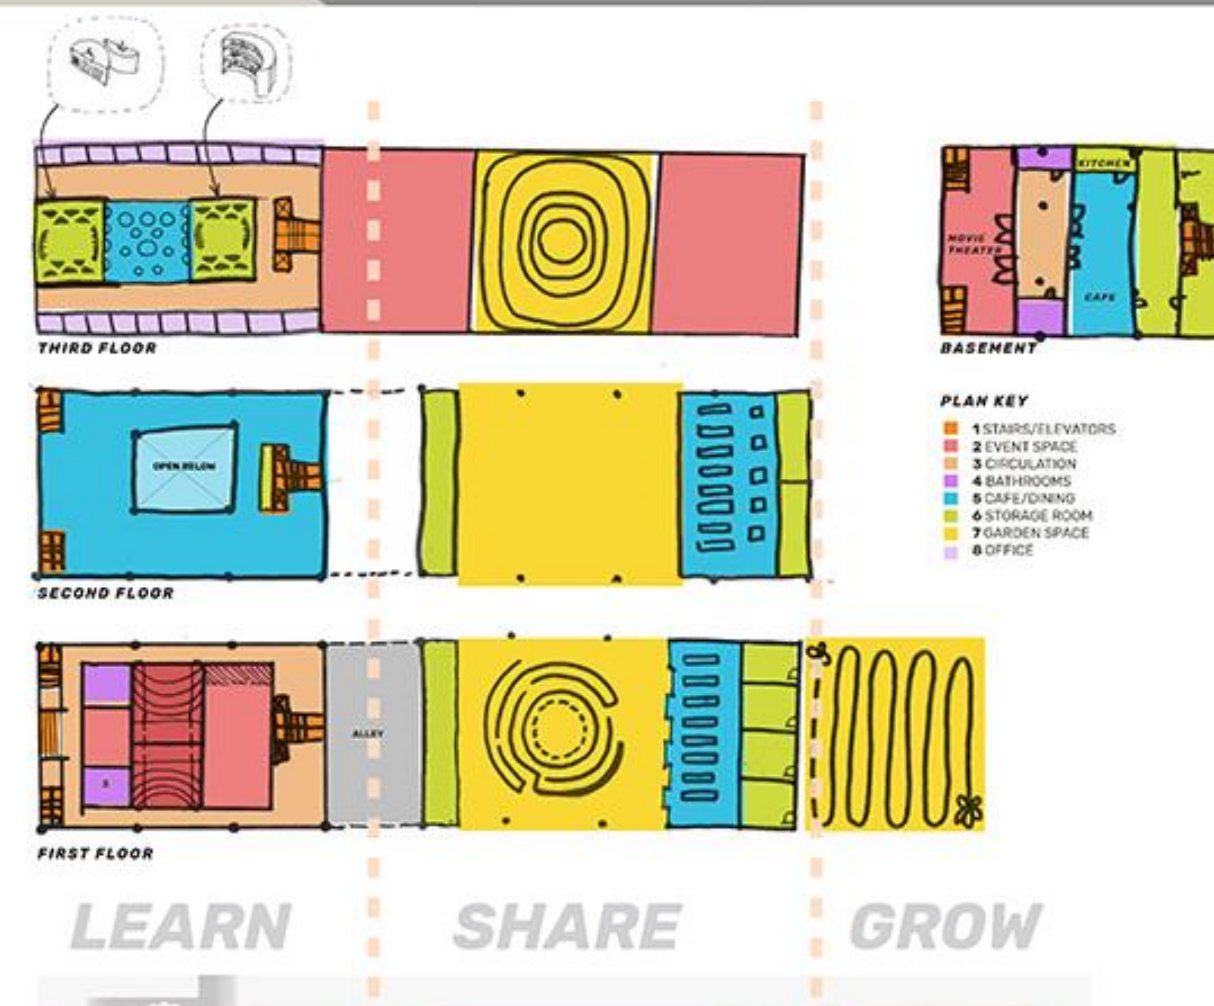 THIRD FLOOR
KITCHEN
MOVIE
THEATER
CAFE
BASEMENT
OPEN BELOW
SECOND FLOOR
PLAN KEY
1 STAIRS/ELEVATORS
2 EVENT SPACE
3 CIRCULATION
4 BATHROOMS
5 CAFE/DINING
6 STORAGE ROOM
7 GARDEN SPACE
8 OFFICE
ALLEY
FIRST FLOOR
LEARN
SHARE
GROW